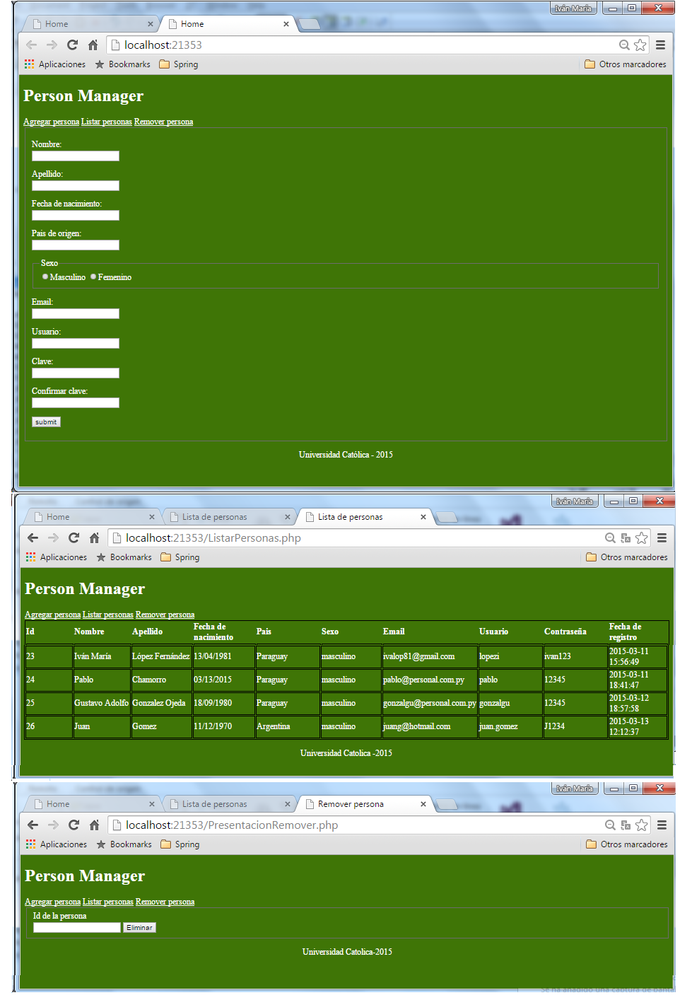 Iván María
Home
Home
localhost:21353
Aplicaciones Bookmarks Spring Otros marcadores
Person Manager
Agregar persona Listar personas Remover persona
Nombre:
Apellido:
Fecha de nacimiento:
Pais de origen:
Sexo
Masculino Femenino
Email:
Usuario:
Clave:
Confirmar clave:
submit
Universidad Católica - 2015
Iván María
Home
Lista de personas
Lista de personas
localhost:21353/ListarPersonas.php
Aplicaciones Bookmarks Spring Otros marcadores
Person Manager
Agregar persona Listar personas Remover persona
Id Nombre Apellido Fecha de nacimiento Pais Sexo Email Usuario Contraseña Fecha de registro
23 Iván María López Fernández 13/04/1981 Paraguay masculino ivalop81@gmail.com lopezi ivan123 2015-03-11 15:56:49
24 Pablo Chamorro 03/13/2015 Paraguay masculino pablo@personal.com.py pablo 12345 2015-03-11 18:41:47
25 Gustavo Adolfo Gonzalez Ojeda 18/09/1980 Paraguay masculino gonzalgu@personal.com.py gonzalgu 12345 2015-03-12 18:57:58
26 Juan Gomez 11/12/1970 Argentina masculino juang@hotmail.com juan.gomez J1234 2015-03-13 12:12:37
Universidad Catolica -2015
Iván María
Home
Lista de personas
Remover persona
localhost:21353/PresentacionRemover.php
Aplicaciones Bookmarks Spring Otros marcadores
Person Manager
Agregar persona Listar personas Remover persona
Id de la persona
Eliminar
Universidad Catolica-2015